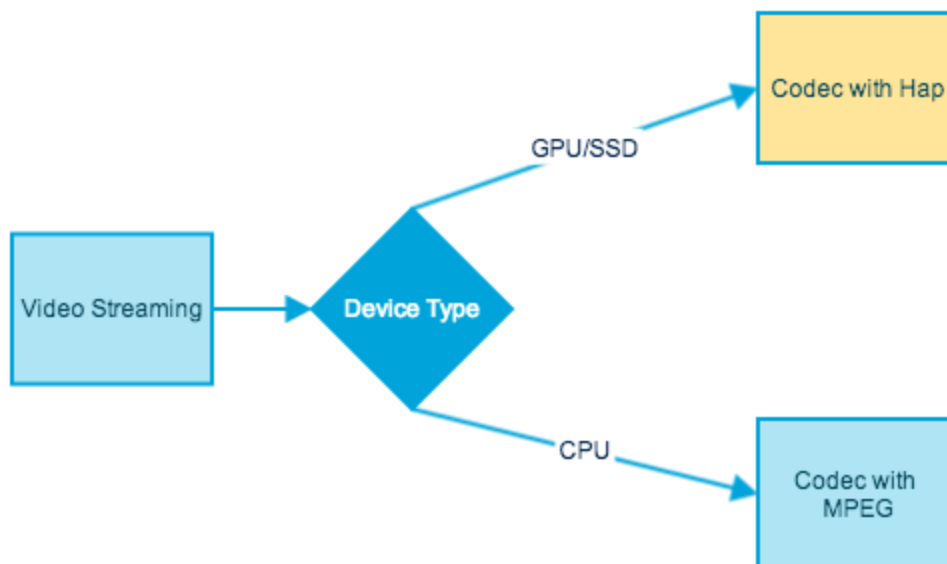 Codec with Hap
GPU/SSD
Video Streaming
Device Type
CPU
Codec with
MPEG